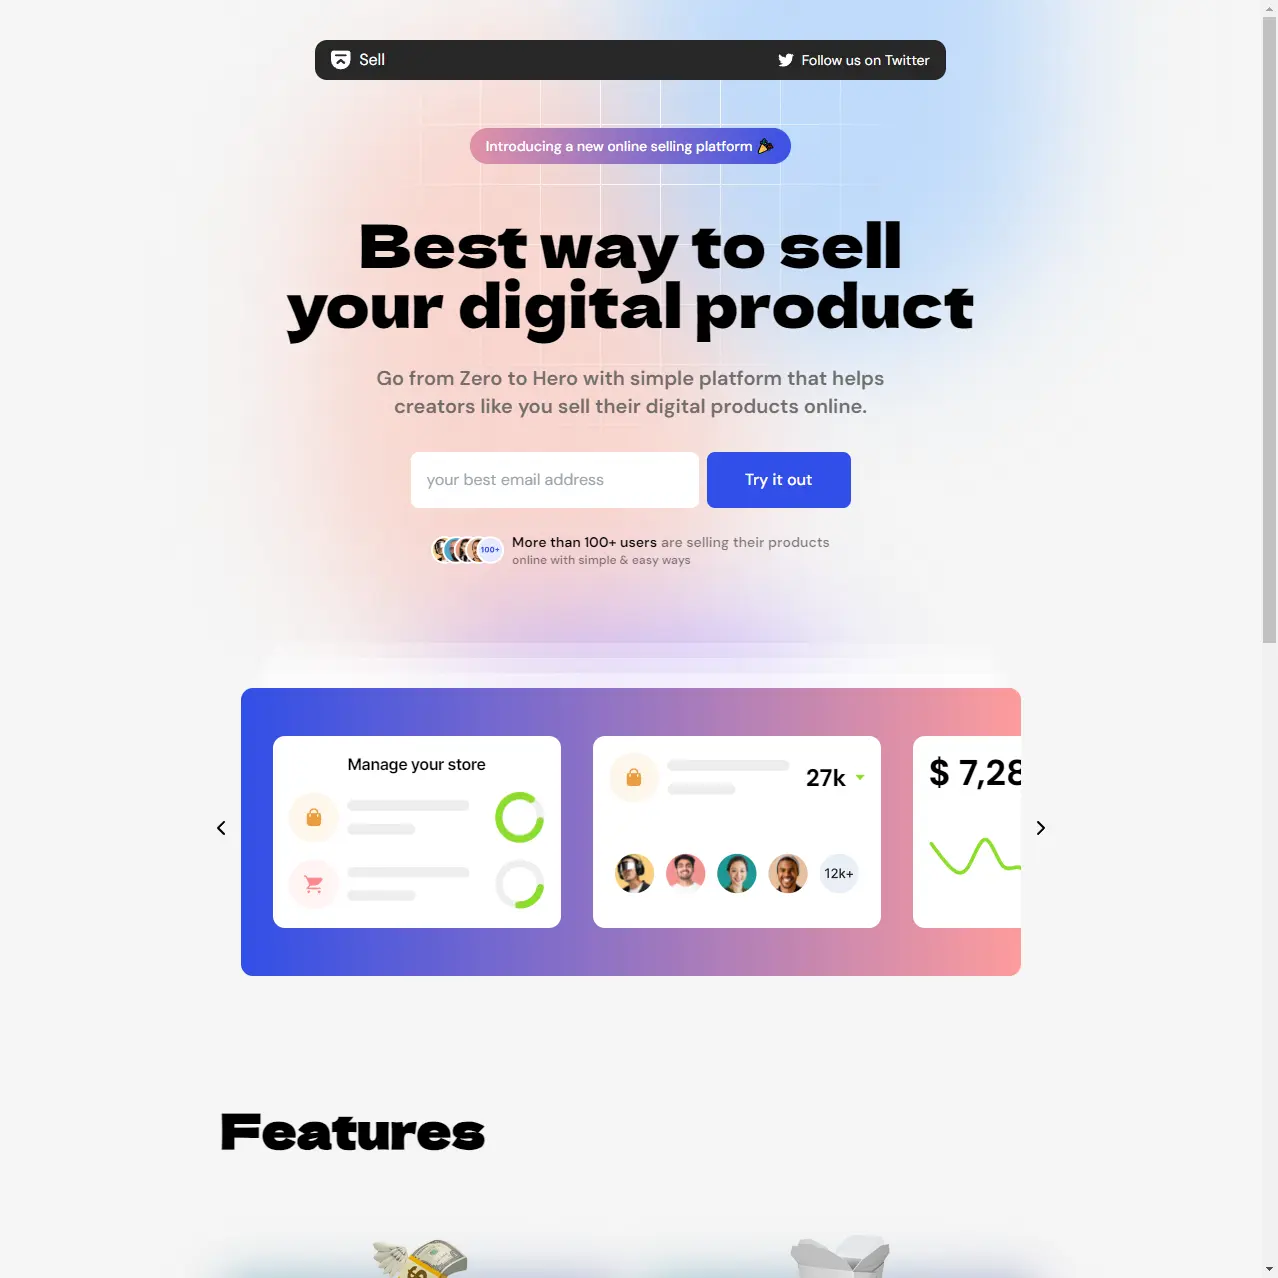 Sell
Follow us on Twitter
Introducing a new online selling platform
Best way to sell
your digital product
Go from Zero to Hero with simple platform that helps
creators like you sell their digital products online.
your best email address
Try it out
100+
More than 100+ users are selling their products
online with simple & easy ways
Manage your store
27k
12k+
$ 7,28
Features